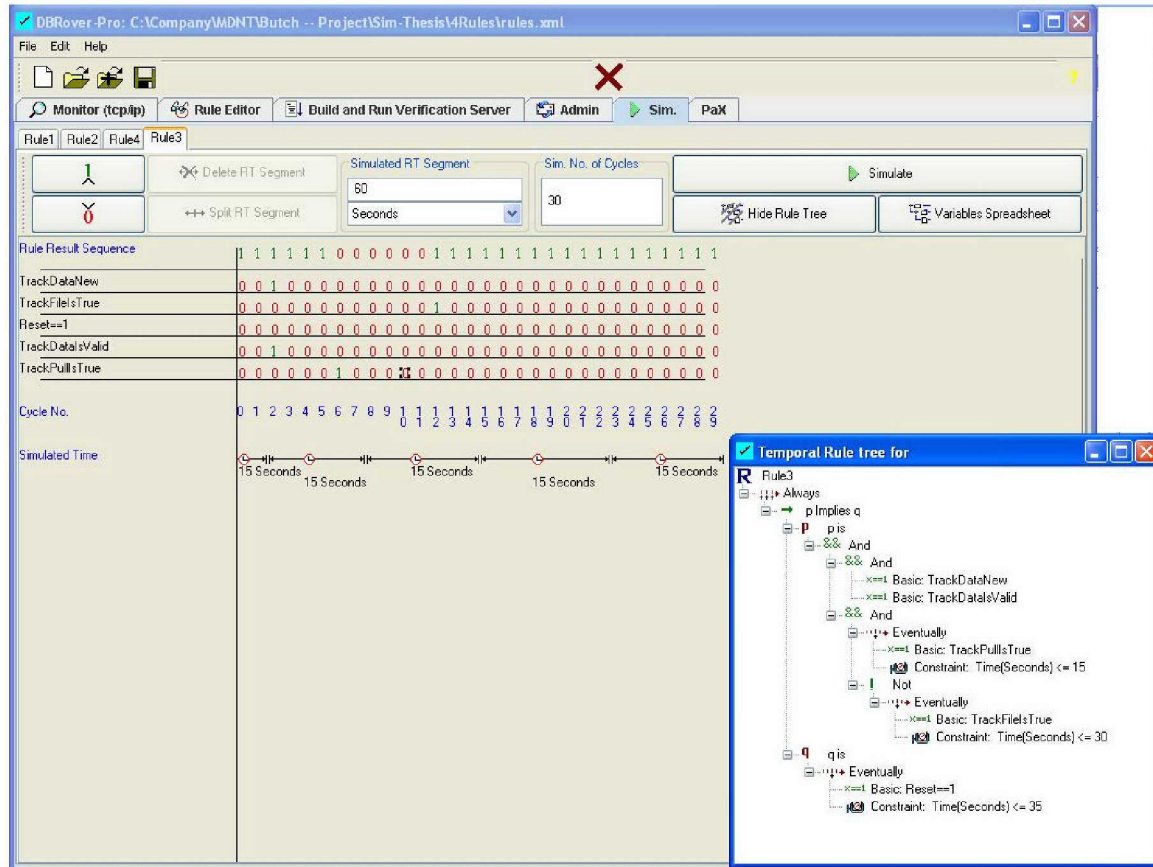 DBRover-Pro: C:\Company\MDNT\Butch -- Project\Sim-Thesis\4Rules\rules.xml
File Edit Help
?
Monitor (tcp/ip) Rule Editor Build and Run Verification Server Admin Sim. PaX
Rule1 Rule2 Rule4 Rule3
1 Delete RT Segment Simulated RT Segment Sim. No. of Cycles Simulate
60
30
0 Split RT Segment Seconds Hide Rule Tree Variables Spreadsheet
Rule Result Sequence 1 1 1 1 1 1 0 0 0 0 0 0 1 1 1 1 1 1 1 1 1 1 1 1 1 1 1 1 1 1
TrackDataNew 0 0 1 0 0 0 0 0 0 0 0 0 0 0 0 0 0 0 0 0 0 0 0 0 0 0 0 0 0 0
TrackFileIsTrue 0 0 0 0 0 0 0 0 0 0 0 0 1 0 0 0 0 0 0 0 0 0 0 0 0 0 0 0 0 0
Reset==1 0 0 0 0 0 0 0 0 0 0 0 0 0 0 0 0 0 0 0 0 0 0 0 0 0 0 0 0 0 0
TrackDataIsValid 0 0 1 0 0 0 0 0 0 0 0 0 0 0 0 0 0 0 0 0 0 0 0 0 0 0 0 0 0 0
TrackPullIsTrue 0 0 0 0 0 0 1 0 0 0 0 0 0 0 0 0 0 0 0 0 0 0 0 0 0 0 0 0 0 0
Cycle No. 0 1 2 3 4 5 6 7 8 9 10 11 12 13 14 15 16 17 18 19 20 21 22 23 24 25 26 27 28 29
Simulated Time
15 Seconds 15 Seconds 15 Seconds 15 Seconds 15 Seconds
Temporal Rule tree for
R Rule3
Always
p Implies q
P p is
&& And
&& And
x==1 Basic: TrackDataNew
x==1 Basic: TrackDataIsValid
&& And
Eventually
x==1 Basic: TrackPullIsTrue
Constraint: Time(Seconds) <= 15
! Not
Eventually
x==1 Basic: TrackFileIsTrue
Constraint: Time(Seconds) <= 30
q q is
Eventually
x==1 Basic: Reset==1
Constraint: Time(Seconds) <= 35